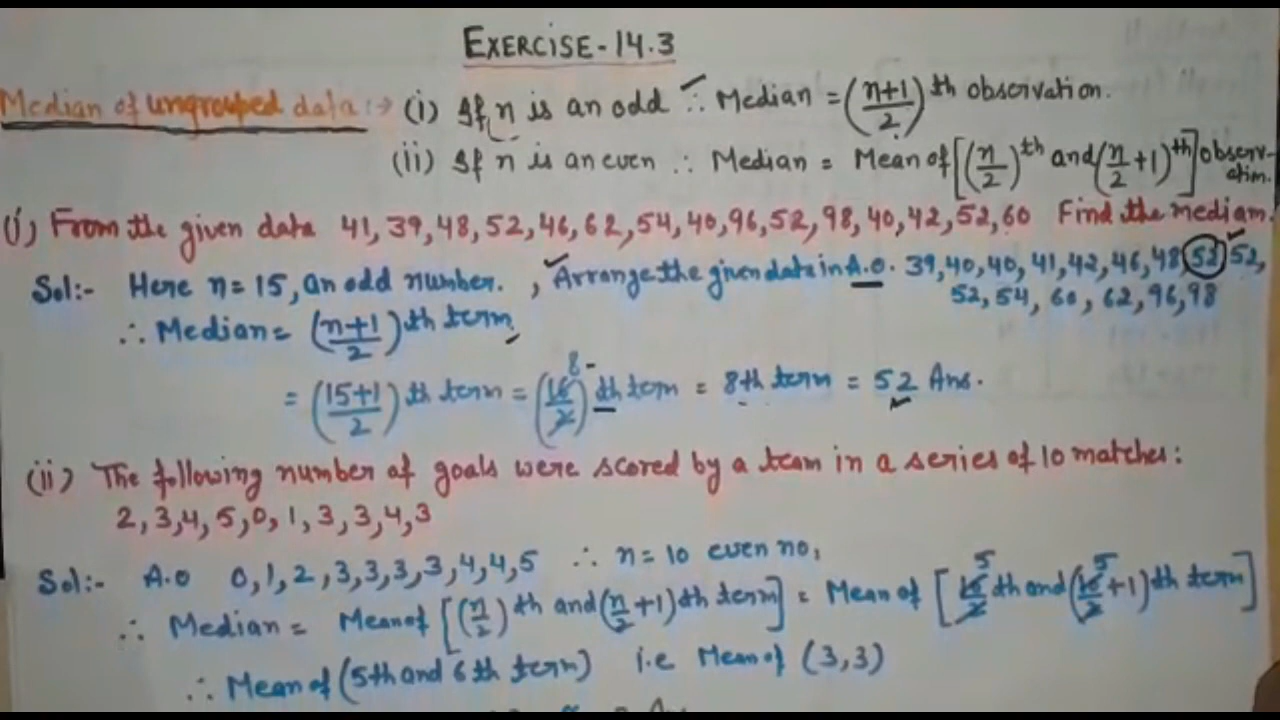 EXERCISE-14.3
Median of ungrouped data:→ (i) If n is an odd ∴ Median = (n+1/2)th observation.
(ii) If n is an even ∴ Median = Mean of [(n/2)th and (n/2+1)th] observation.
(i) From the given data 41, 39, 48, 52, 46, 62, 54, 40, 96, 52, 98, 40, 42, 52, 60 Find the median.
Sol:- Here n = 15, an odd number. , Arrange the given data in A.O. 39, 40, 40, 41, 42, 46, 48, 52, 52,
52, 54, 60, 62, 96, 98
∴ Median = (n+1/2)th term,
= (15+1/2)th term = (16/2)th term = 8th term = 52 Ans.
(ii) The following number of goals were scored by a team in a series of 10 matches:
2, 3, 4, 5, 0, 1, 3, 3, 4, 3
Sol:- A.O 0, 1, 2, 3, 3, 3, 3, 4, 4, 5 ∴ n = 10 even no,
∴ Median = Mean of [(n/2)th and (n/2+1)th term] = Mean of [10/2 th and (10/2+1)th term]
∴ Mean of (5th and 6th term) i.e Mean of (3,3)